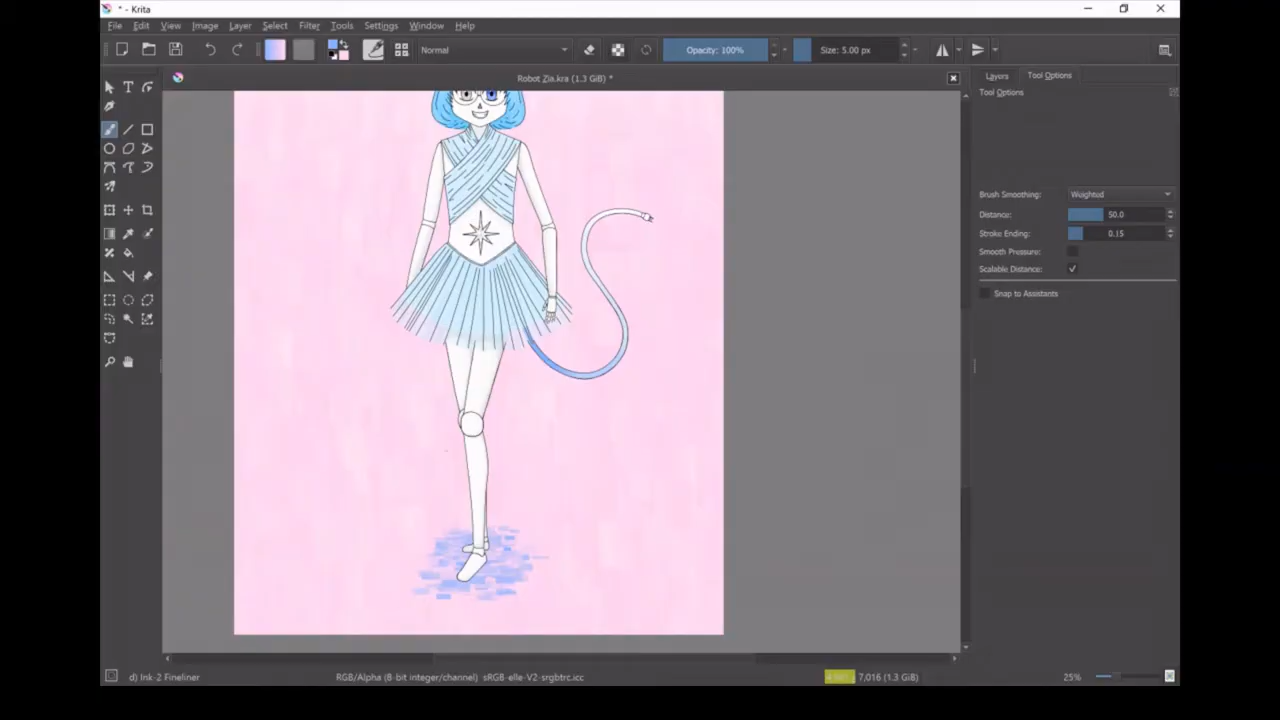 * - Krita
File Edit View Image Layer Select Filter Tools Settings Window Help
Normal Opacity: 100% Size: 5.00 px
Robot Zia.kra (1.3 GiB) *
Layers Tool Options
Tool Options
Brush Smoothing: Weighted
Distance: 50.0
Stroke Ending: 0.15
Smooth Pressure:
Scalable Distance:
Snap to Assistants
d) Ink-2 Fineliner RGB/Alpha (8-bit integer/channel) sRGB-elle-V2-srgbtrc.icc 7,016 (1.3 GiB) 25%